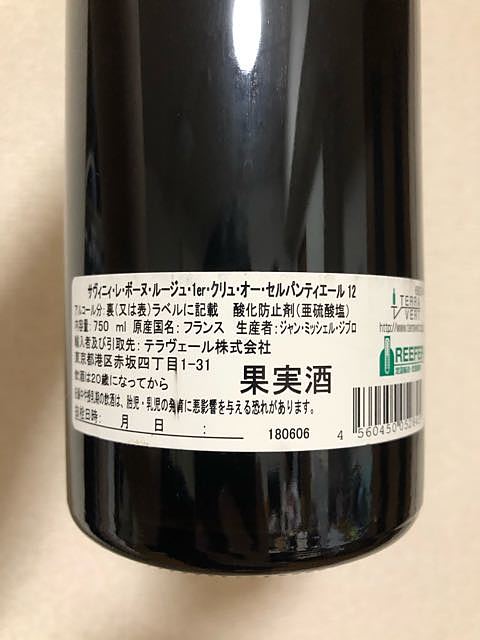 サヴィニィ・レ・ボーヌ・ルージュ・1er・クリュ・オー・セルパンティエール 12
アルコール分:裏(又は表)ラベルに記載 酸化防止剤(亜硫酸塩)
内容量:750 ml 原産国名:フランス 生産者:ジャン・ミッシェル・ジブロ
輸入者及び引取先:テラヴェール株式会社
東京都港区赤坂四丁目1-31
飲酒は20歳になってから
妊娠中や授乳期の飲酒は、胎児・乳児の発育に悪影響を与える恐れがあります。
抜栓日時: 月 日 :
果実酒
180606
TERRA
VERT
REEFER
4 560450